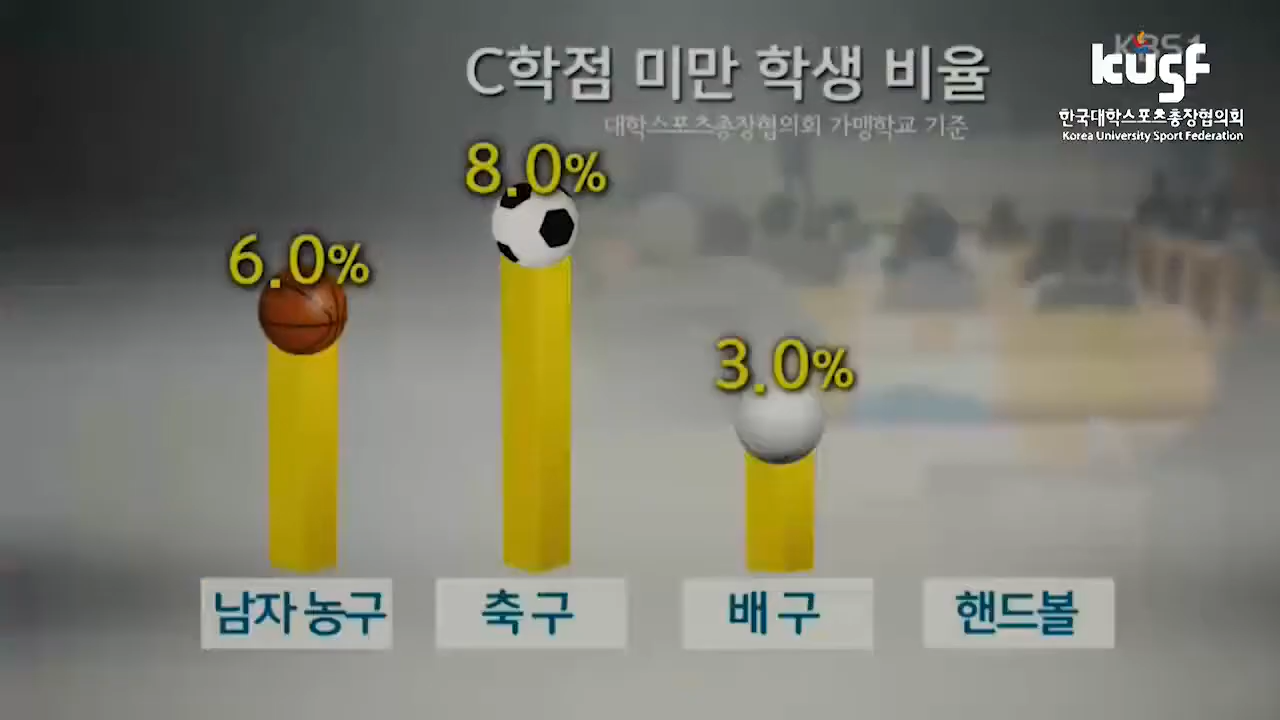 C학점 미만 학생 비율
대학스포츠총장협의회 가맹학교 기준
KBS1
kusf
한국대학스포츠총장협의회
Korea University Sport Federation
8.0%
6.0%
3.0%
남자 농구
축구
배구
핸드볼